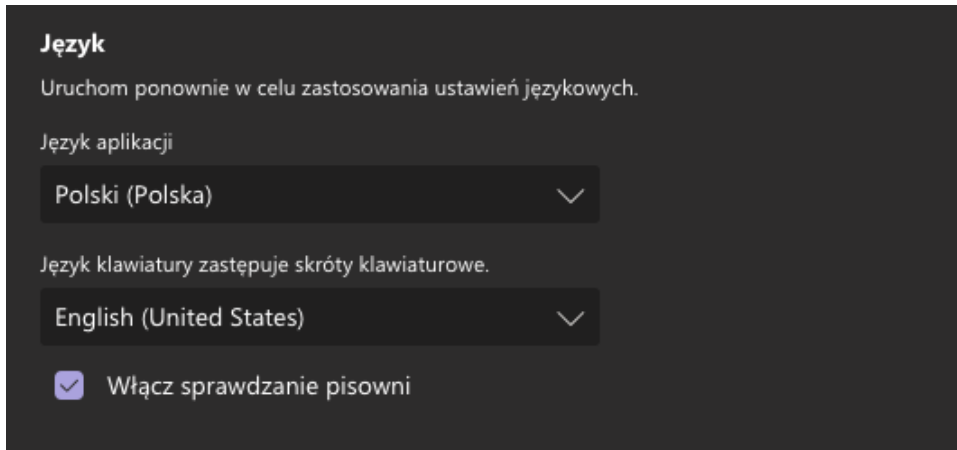 Język
Uruchom ponownie w celu zastosowania ustawień językowych.
Język aplikacji
Polski (Polska)
Język klawiatury zastępuje skróty klawiaturowe.
English (United States)
Włącz sprawdzanie pisowni